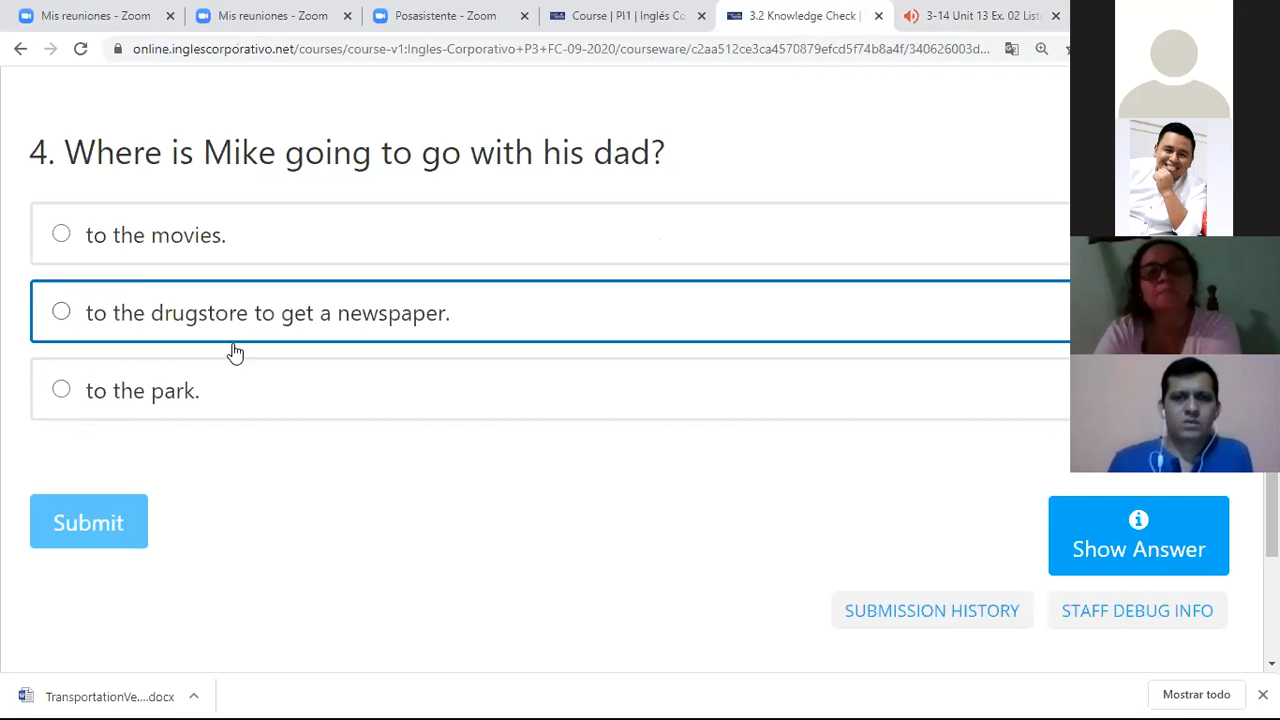 Mis reuniones - Zoom
Mis reuniones - Zoom
Posasistente - Zoom
Course | PI1 | Inglés Co
3.2 Knowledge Check |
3-14 Unit 13 Ex. 02 List
online.inglescorporativo.net/courses/course-v1:Ingles-Corporativo+P3+FC-09-2020/courseware/c2aa512ce3ca4570879efcd5f74b8a4f/340626003d...
4. Where is Mike going to go with his dad?
to the movies.
to the drugstore to get a newspaper.
to the park.
Submit
Show Answer
SUBMISSION HISTORY
STAFF DEBUG INFO
TransportationVe....docx
Mostrar todo